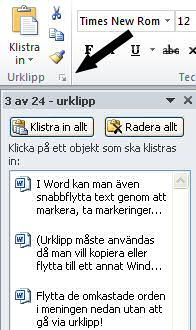 Times New Rom
12
Klistra
in
F
Urklipp
Tec
3 av 24 - urklipp
Klistra in allt
Radera allt
Klicka på ett objekt som ska klistras
in:
I Word kan man även
snabbflytta text genom att
markera, ta markeringer...
(Urklipp måste användas
då man vill kopiera eller
flytta till ett annat Wind...
Flytta de omkastade orden
i meningen nedan utan att
gå via urklipp!